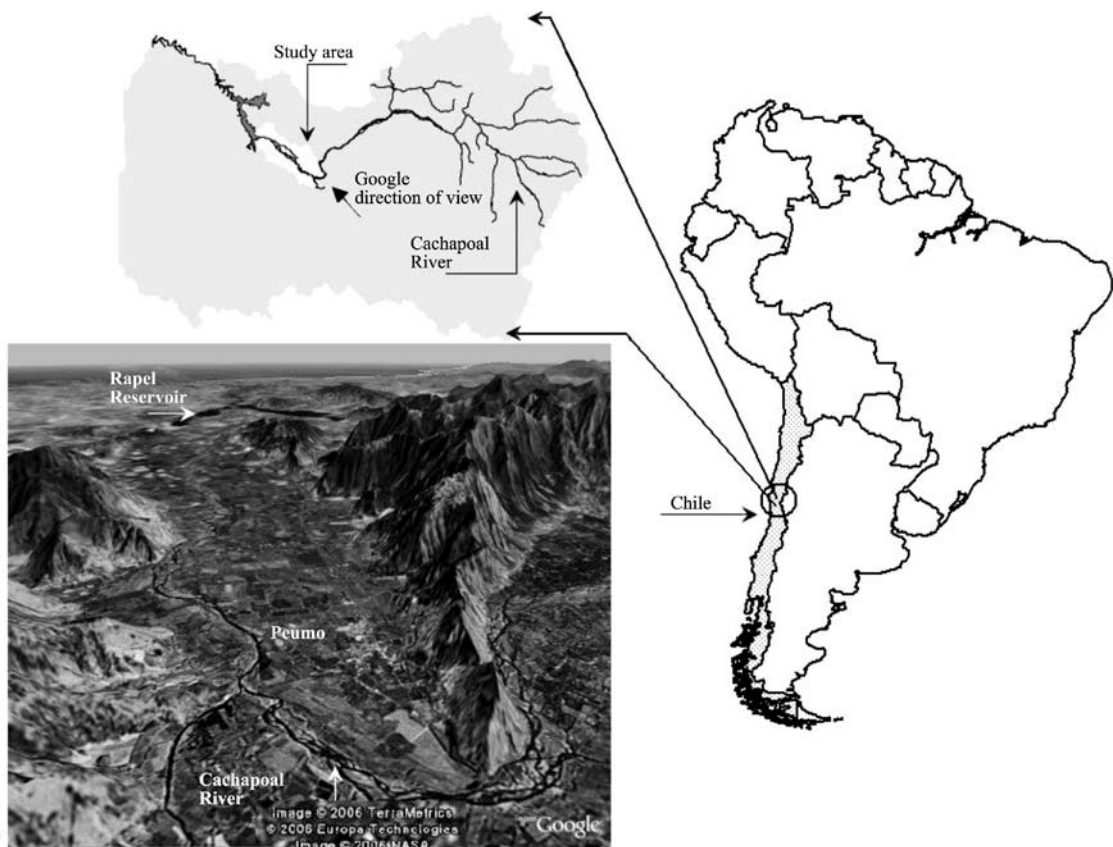 Study area
Google
direction of view
Cachapoal
River
Rapel
Reservoir
Chile
Peumo
Cachapoal
River
Image © 2006 TerraMetrics
© 2006 Europa Technologies
Image © 2006 NASA
Google